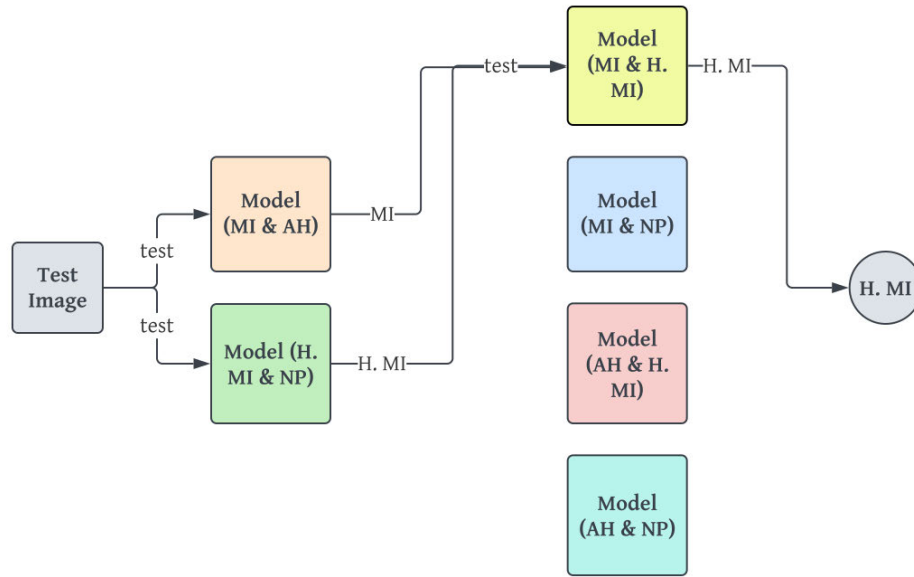 Test
Image
test
test
Model
(MI & AH)
Model (H.
MI & NP)
MI
H. MI
test
Model
(MI & H.
MI)
Model
(MI & NP)
Model
(AH & H.
MI)
Model
(AH & NP)
H. MI
H. MI